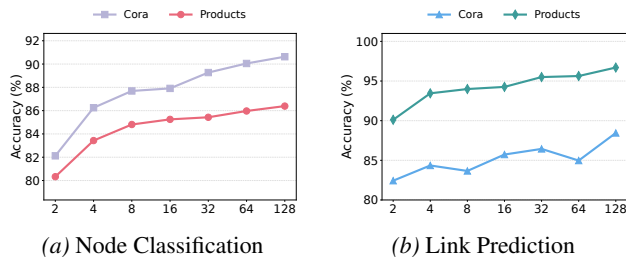 Cora Products
Accuracy (%)
92
90
88
86
84
82
80
2 4 8 16 32 64 128
(a) Node Classification
Cora Products
Accuracy (%)
100
95
90
85
80
2 4 8 16 32 64 128
(b) Link Prediction